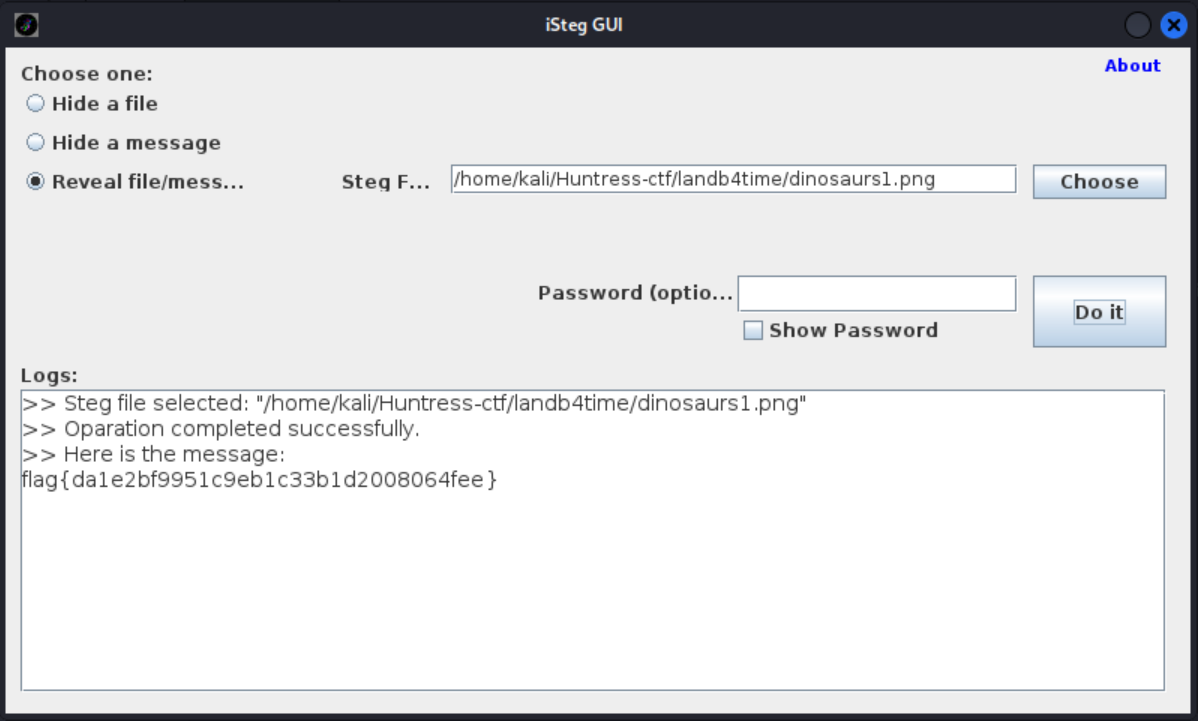 iSteg GUI
About
Choose one:
Hide a file
Hide a message
Reveal file/mess... Steg F... /home/kali/Huntress-ctf/landb4time/dinosaurs1.png Choose
Password (optio...
Do it
Show Password
Logs:
>> Steg file selected: "/home/kali/Huntress-ctf/landb4time/dinosaurs1.png"
>> Oparation completed successfully.
>> Here is the message:
flag{da1e2bf9951c9eb1c33b1d2008064fee}